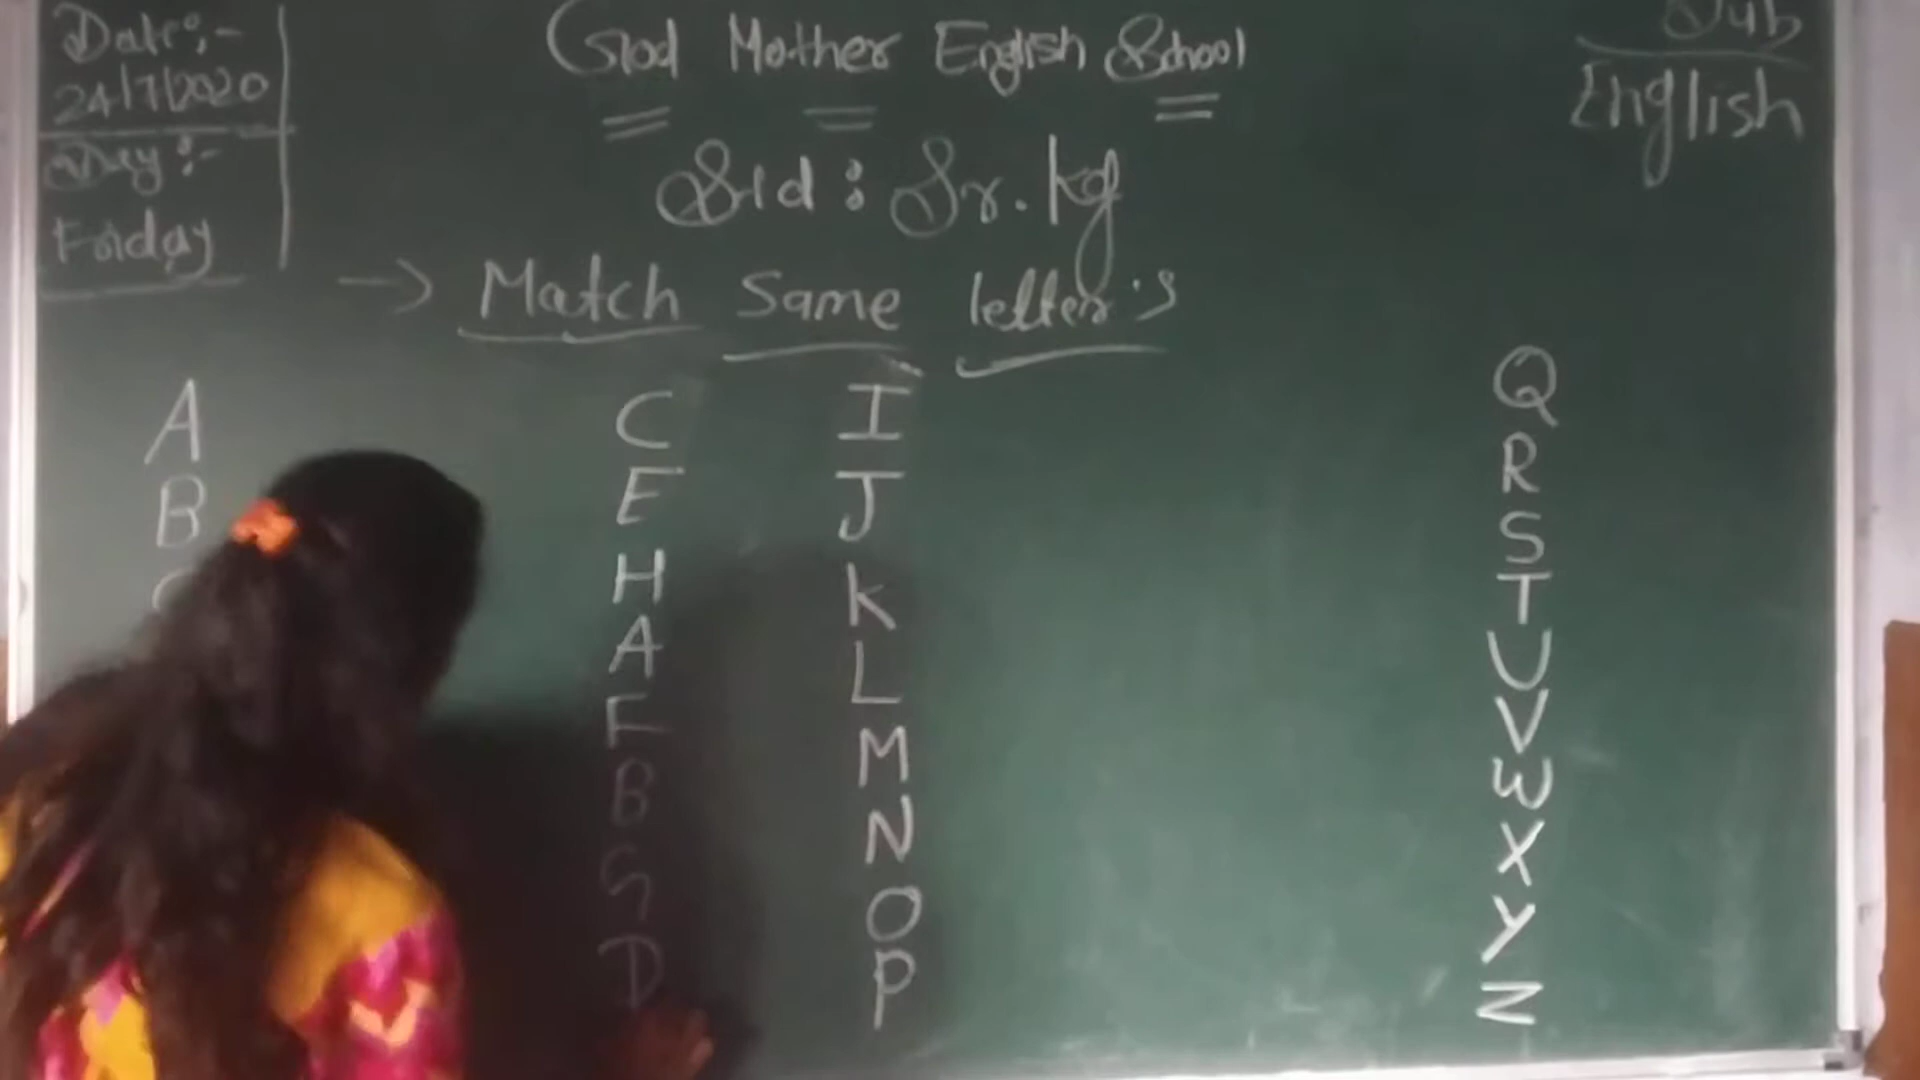 Date:-
24/7/2020
Day:-
Friday
God Mother English School
Sub
English
Std : Sr. kg
→ Match Same letter's
A
B
C
E
H
A
F
B
G
D
I
J
K
L
M
N
O
P
Q
R
S
T
U
V
W
X
Y
Z